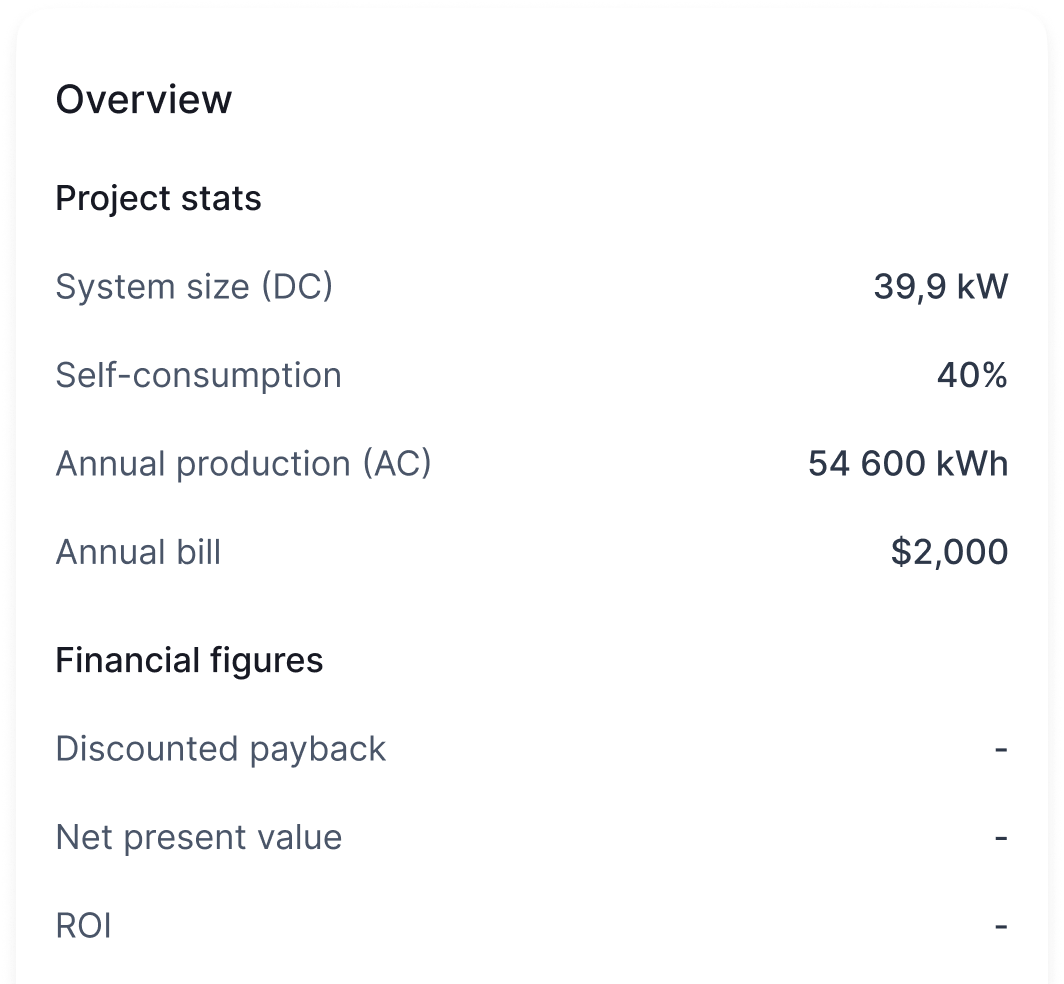 Overview
Project stats
System size (DC) 39,9 kW
Self-consumption 40%
Annual production (AC) 54 600 kWh
Annual bill $2,000
Financial figures
Discounted payback -
Net present value -
ROI -